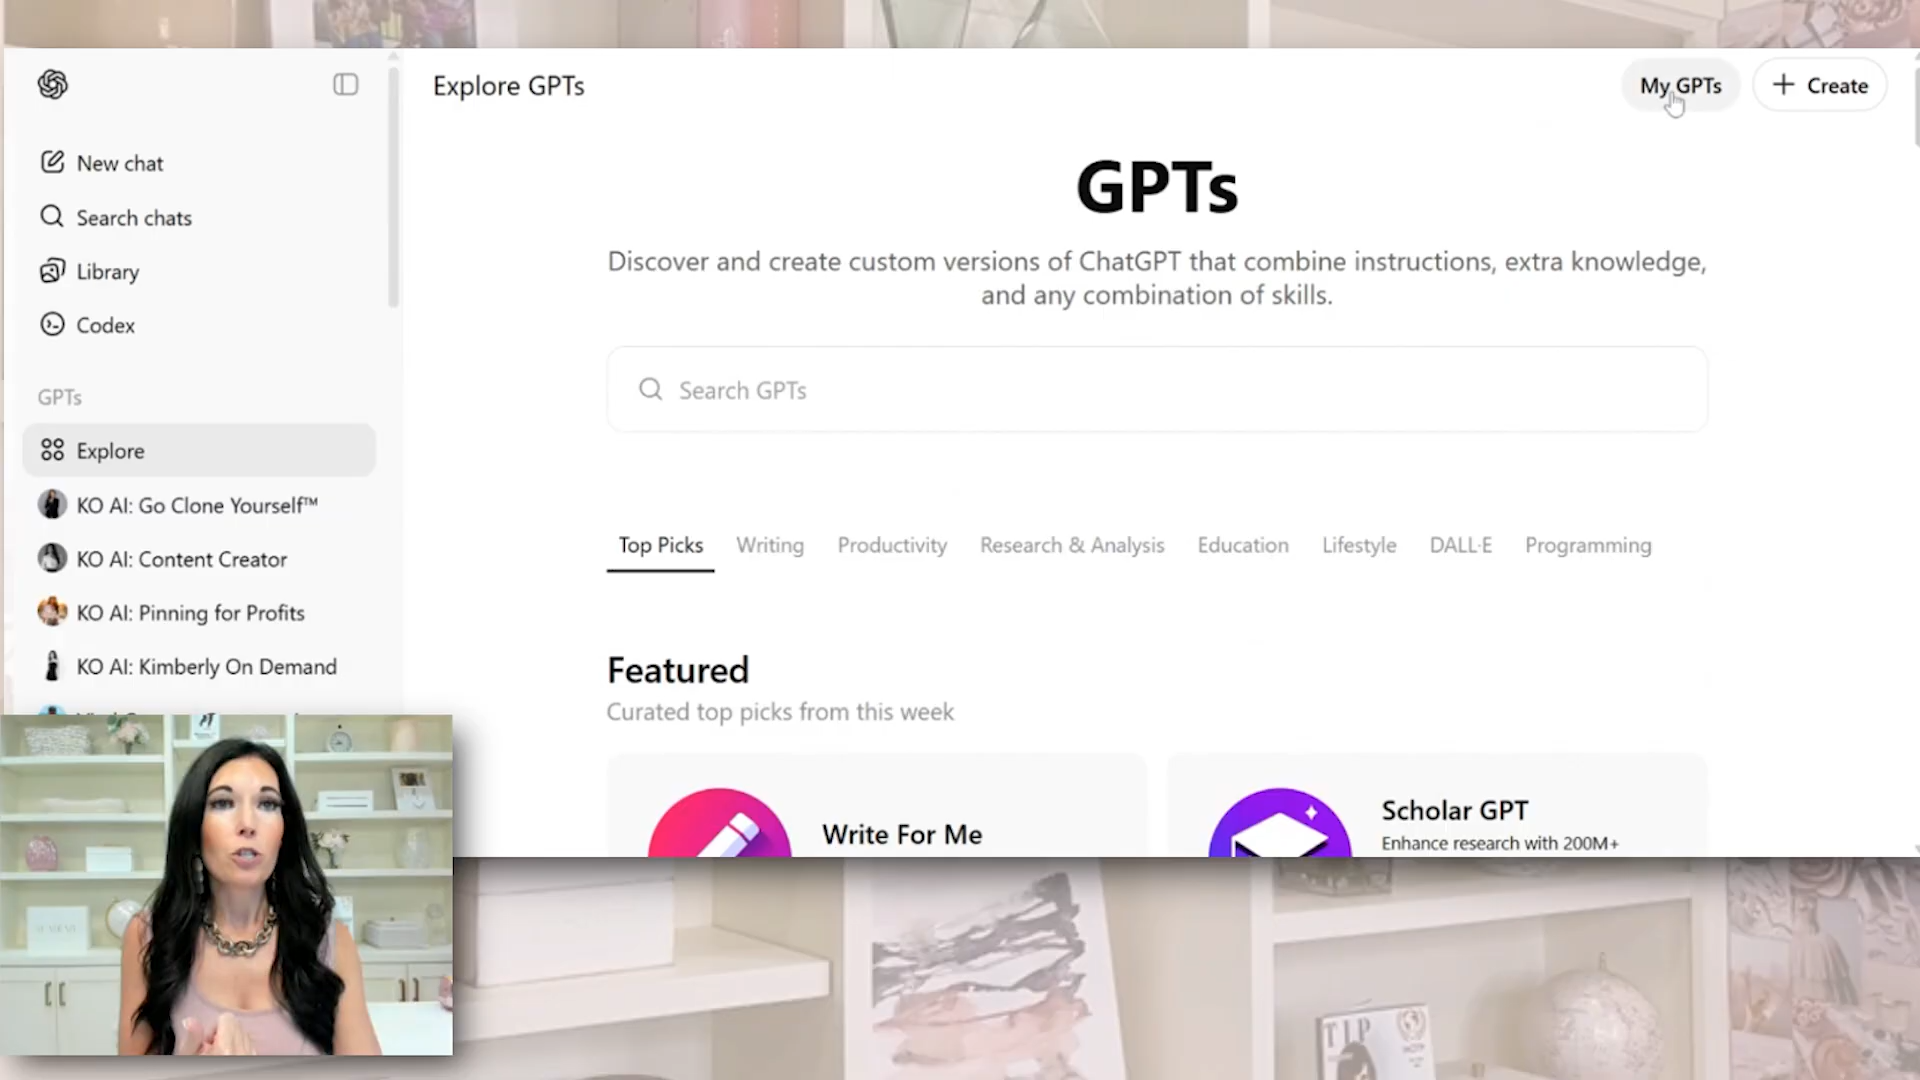 Explore GPTs
My GPTs
Create
New chat
Search chats
Library
Codex
GPTs
Explore
KO AI: Go Clone Yourself™
KO AI: Content Creator
KO AI: Pinning for Profits
KO AI: Kimberly On Demand
GPTs
Discover and create custom versions of ChatGPT that combine instructions, extra knowledge,
and any combination of skills.
Search GPTs
Top Picks
Writing
Productivity
Research & Analysis
Education
Lifestyle
DALL·E
Programming
Featured
Curated top picks from this week
Write For Me
Scholar GPT
Enhance research with 200M+